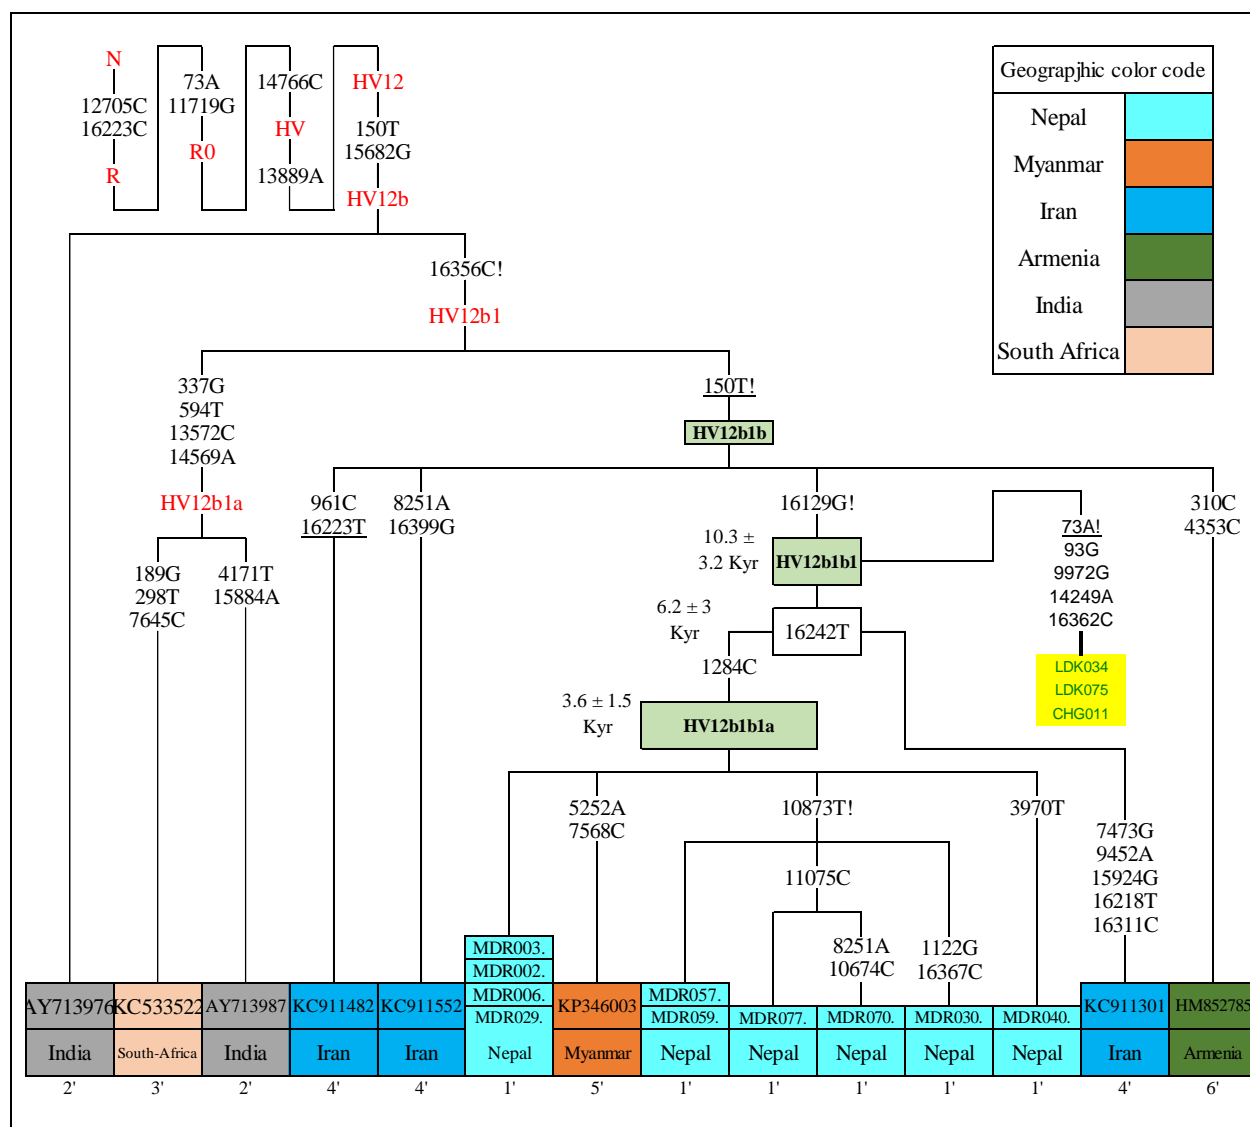 N
12705C
16223C
R
73A
11719G
R0
14766C
HV
13889A
HV12
150T
15682G
HV12b
Geograpjhic color code
Nepal
Myanmar
Iran
Armenia
India
South Africa
16356C!
HV12b1
337G
594T
13572C
14569A
HV12b1a
150T!
HV12b1b
189G
298T
7645C
4171T
15884A
961C
16223T
8251A
16399G
16129G!
10.3 ±
3.2 Kyr
HV12b1b1
73A!
93G
9972G
14249A
16362C
LDK034
LDK075
CHG011
310C
4353C
6.2 ± 3
Kyr
16242T
1284C
3.6 ± 1.5
Kyr
HV12b1b1a
5252A
7568C
10873T!
3970T
11075C
8251A
10674C
1122G
16367C
7473G
9452A
15924G
16218T
16311C
AY713976
India
2'
KC533522
South-Africa
3'
AY713987
India
2'
KC911482
Iran
4'
KC911552
Iran
4'
MDR003.
MDR002.
MDR006.
MDR029.
Nepal
1'
KP346003
Myanmar
5'
MDR057.
MDR059.
Nepal
1'
MDR077.
Nepal
1'
MDR070.
Nepal
1'
MDR030.
Nepal
1'
MDR040.
Nepal
1'
KC911301
Iran
4'
HM852785
Armenia
6'